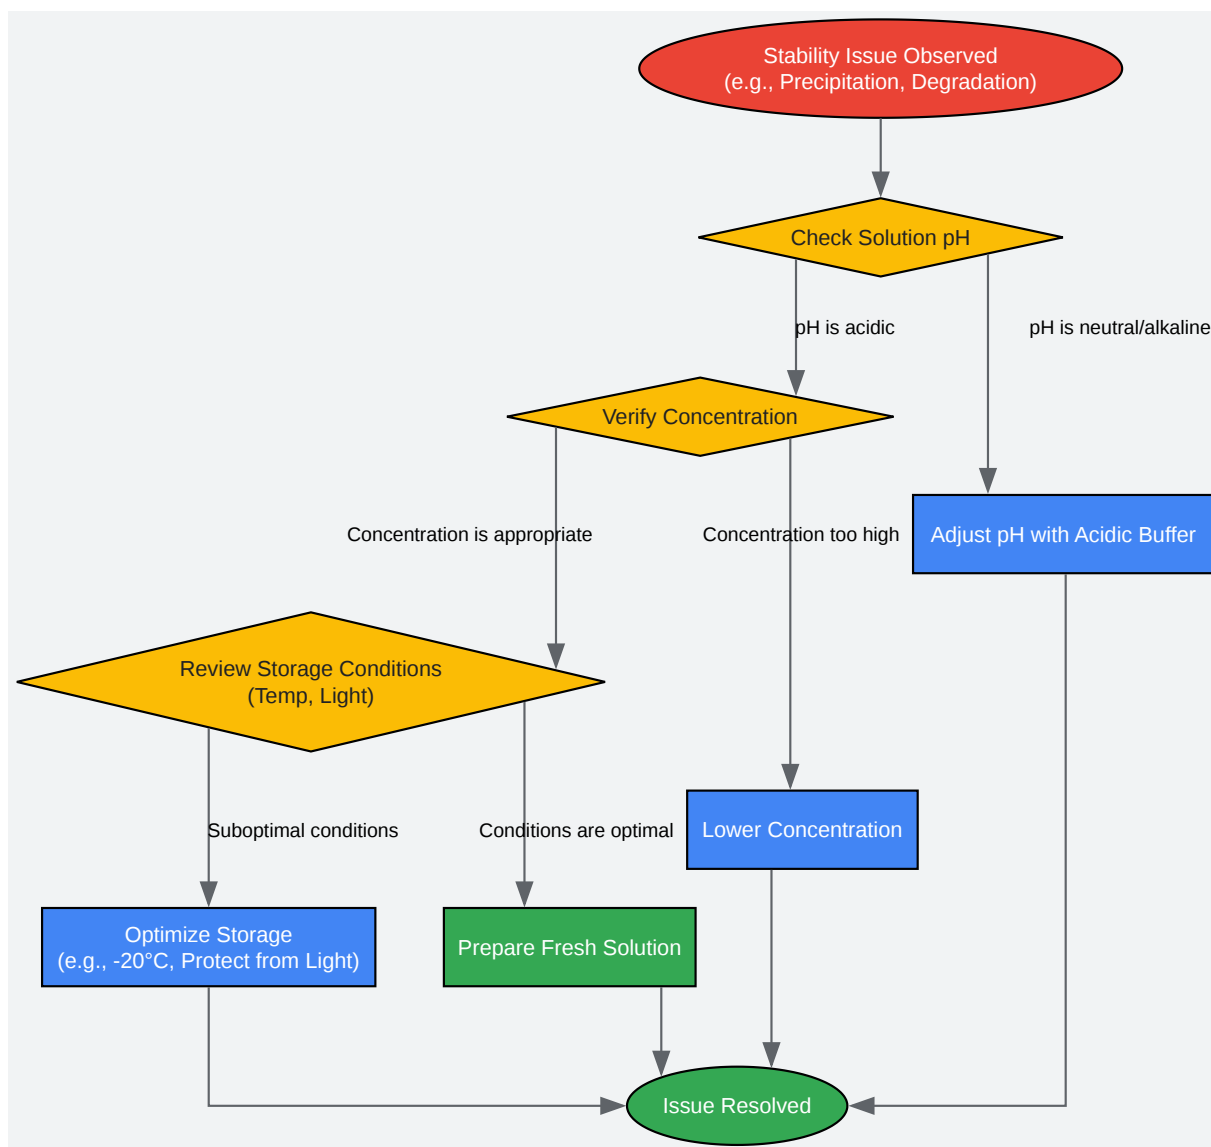 Stability Issue Observed
(e.g., Precipitation, Degradation)
Check Solution pH
pH is acidic
pH is neutral/alkaline
Verify Concentration
Concentration is appropriate
Concentration too high
Adjust pH with Acidic Buffer
Review Storage Conditions
(Temp, Light)
Suboptimal conditions
Conditions are optimal
Lower Concentration
Optimize Storage
(e.g., -20°C, Protect from Light)
Prepare Fresh Solution
Issue Resolved